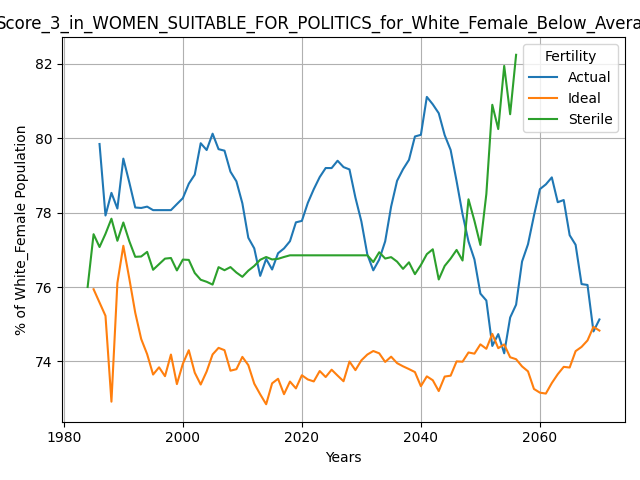 Score_3_in_WOMEN_SUITABLE_FOR_POLITICS_for_White_Female_Below_Avera
Fertility
Actual
Ideal
Sterile
% of White_Female Population
82
80
78
76
74
1980 2000 2020 2040 2060
Years